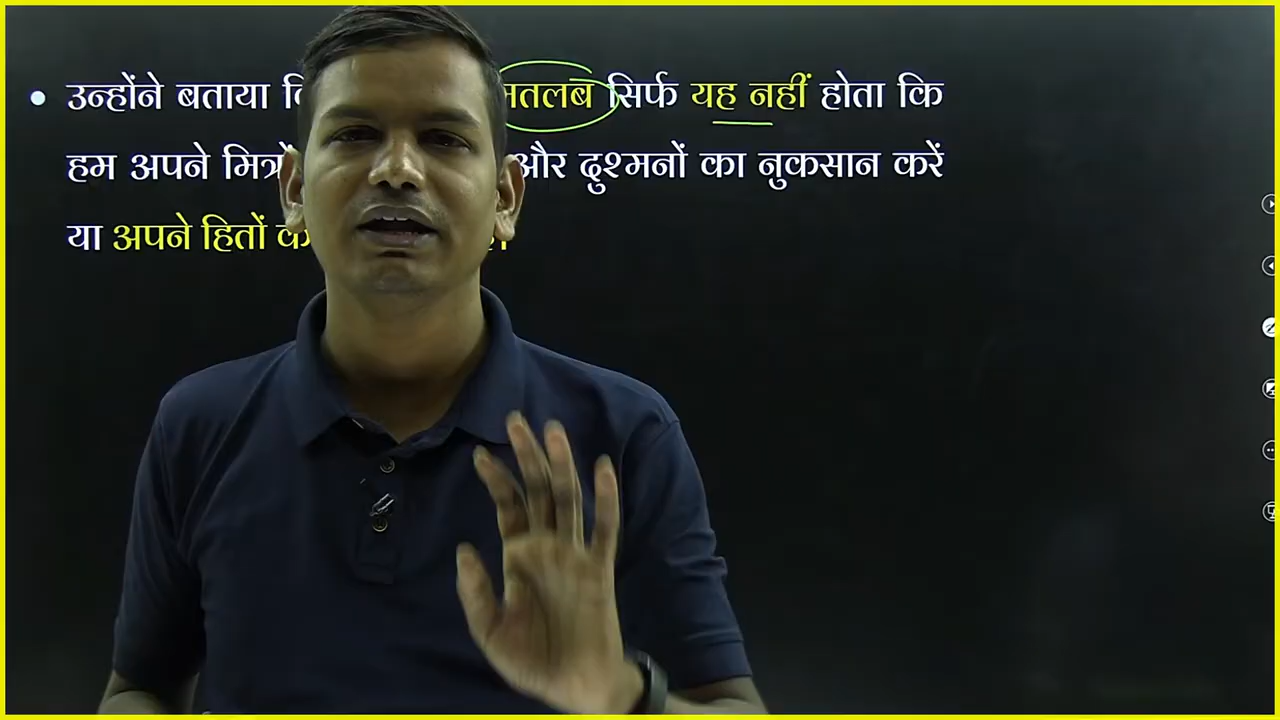 • उन्होंने बताया मतलब सिर्फ यह नहीं होता कि
हम अपने मित्रों और दुश्मनों का नुकसान करें
या अपने हितों